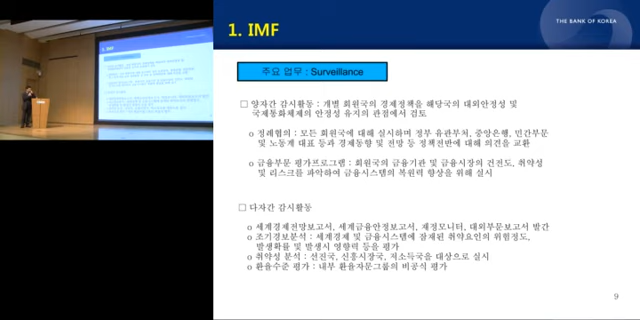 1. IMF
THE BANK OF KOREA
주요 업무 : Surveillance
□ 양자간 감시활동 : 개별 회원국의 경제정책을 해당국의 대외안정성 및
국제통화체제의 안정성 유지의 관점에서 검토
o 정례협의 : 모든 회원국에 대해 실시하며 정부 유관부처, 중앙은행, 민간부문
및 노동계 대표 등과 경제동향 및 전망 등 정책전반에 대해 의견을 교환
o 금융부문 평가프로그램 : 회원국의 금융기관 및 금융시장의 건전도, 취약성
및 리스크를 파악하여 금융시스템의 복원력 향상을 위해 실시
□ 다자간 감시활동
o 세계경제전망보고서, 세계금융안정보고서, 재정모니터, 대외부문보고서 발간
o 조기경보분석 : 세계경제 및 금융시스템에 잠재된 취약요인의 위험정도,
발생확률 및 발생시 영향력 등을 평가
o 취약성 분석 : 선진국, 신흥시장국, 저소득국을 대상으로 실시
o 환율수준 평가 : 내부 환율자문그룹의 비공식 평가
9
1. IMF